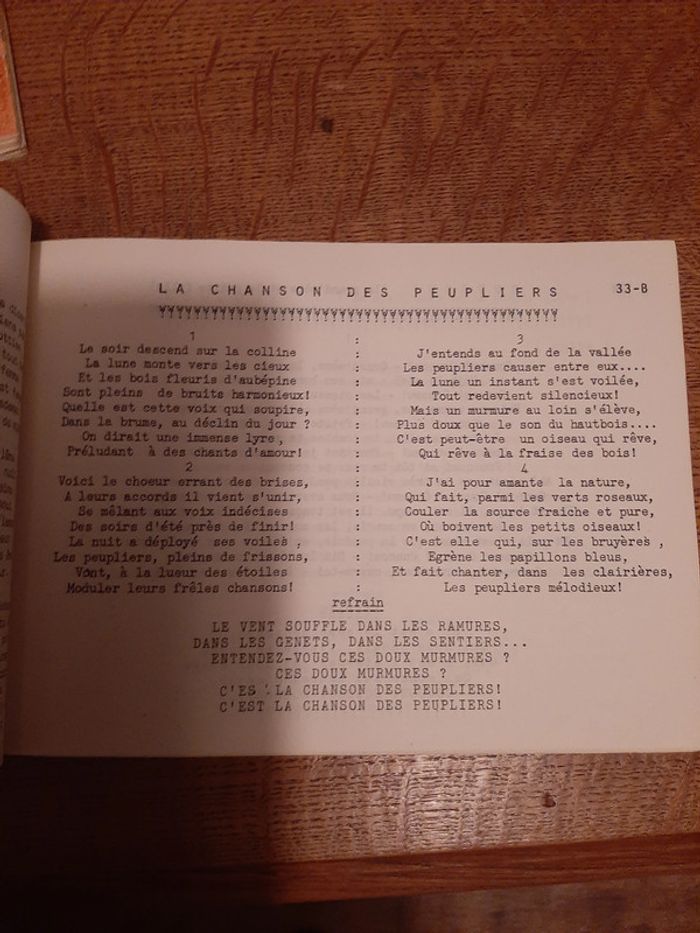 LA CHANSON DES PEUPLIERS 33-B
1
Le soir descend sur la colline
La lune monte vers les cieux
Et les bois fleuris d'aubépine
Sont pleins de bruits harmonieux!
Quelle est cette voix qui soupire,
Dans la brume, au déclin du jour ?
On dirait une immense lyre,
Préludant à des chants d'amour!
2
Voici le choeur errant des brises,
A leurs accords il vient s'unir,
Se mêlant aux voix indécises
Des soirs d'été près de finir!
La nuit a déployé ses voiles,
Les peupliers, pleins de frissons,
Vont, à la lueur des étoiles
Moduler leurs frêles chansons!
3
J'entends au fond de la vallée
Les peupliers causer entre eux....
La lune un instant s'est voilée,
Tout redevient silencieux!
Mais un murmure au loin s'élève,
Plus doux que le son du hautbois....
C'est peut-être un oiseau qui rêve,
Qui rêve à la fraise des bois!
4
J'ai pour amante la nature,
Qui fait, parmi les verts roseaux,
Couler la source fraiche et pure,
Où boivent les petits oiseaux!
C'est elle qui, sur les bruyères,
Egrène les papillons bleus,
Et fait chanter, dans les clairières,
Les peupliers mélodieux!
refrain
LE VENT SOUFFLE DANS LES RAMURES,
DANS LES GENETS, DANS LES SENTIERS...
ENTENDEZ-VOUS CES DOUX MURMURES ?
CES DOUX MURMURES ?
C'ES LA CHANSON DES PEUPLIERS!
C'EST LA CHANSON DES PEUPLIERS!